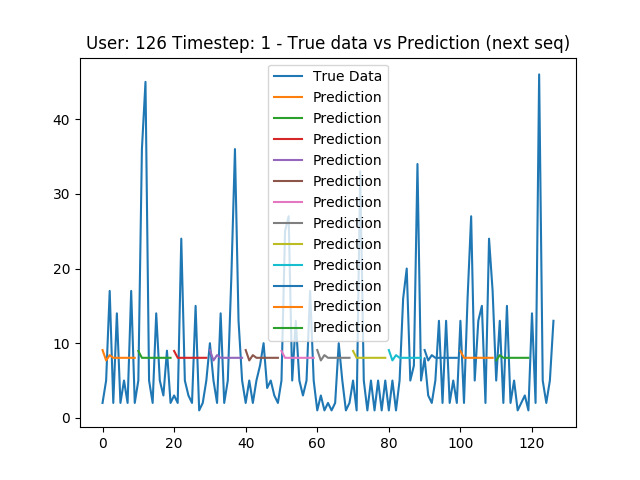 User: 126 Timestep: 1 - True data vs Prediction (next seq)
True Data
Prediction
Prediction
Prediction
Prediction
Prediction
Prediction
Prediction
Prediction
Prediction
Prediction
Prediction
Prediction
40
30
20
10
0
0 20 40 60 80 100 120